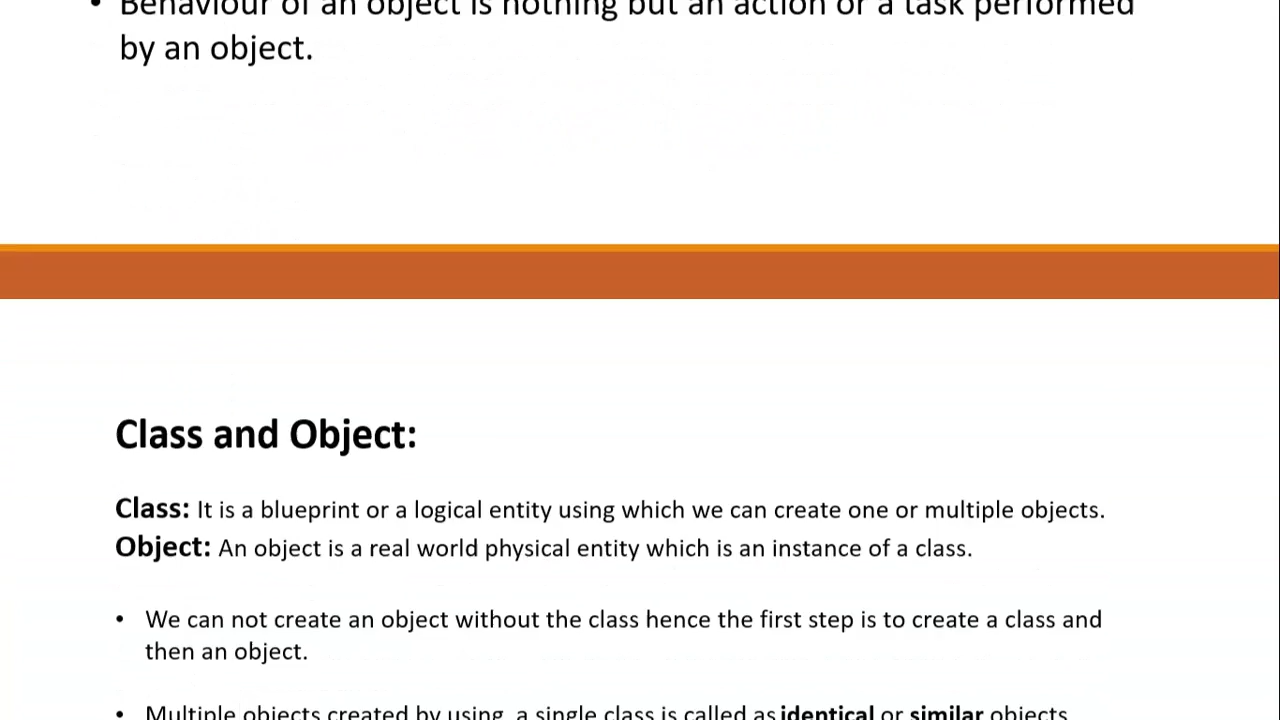 • Behaviour of an object is nothing but an action or a task performed
by an object.
Class and Object:
Class: It is a blueprint or a logical entity using which we can create one or multiple objects.
Object: An object is a real world physical entity which is an instance of a class.
• We can not create an object without the class hence the first step is to create a class and
then an object.
• Multiple objects created by using a single class is called as identical or similar objects